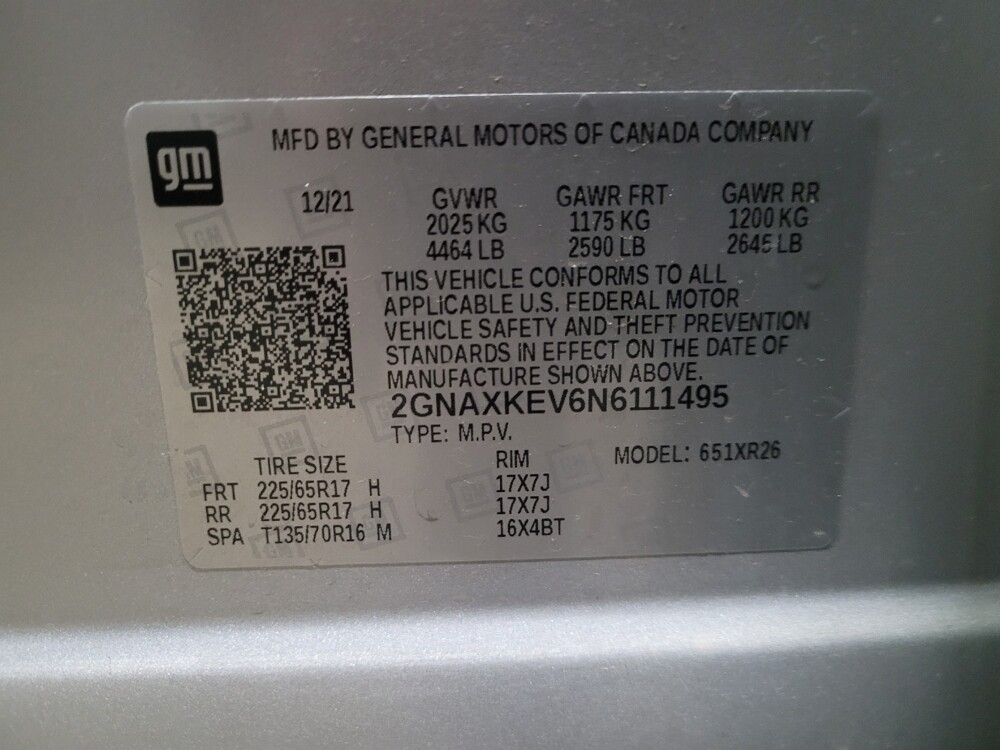 MFD BY GENERAL MOTORS OF CANADA COMPANY
gm
12/21 GVWR GAWR FRT GAWR RR
2025 KG 1175 KG 1200 KG
4464 LB 2590 LB 2645 LB
THIS VEHICLE CONFORMS TO ALL
APPLICABLE U.S. FEDERAL MOTOR
VEHICLE SAFETY AND THEFT PREVENTION
STANDARDS IN EFFECT ON THE DATE OF
MANUFACTURE SHOWN ABOVE.
2GNAXKEV6N6111495
TYPE: M.P.V.
TIRE SIZE RIM MODEL: 651XR26
FRT 225/65R17 H 17X7J
RR 225/65R17 H 17X7J
SPA T135/70R16 M 16X4BT
GM
GM
GM